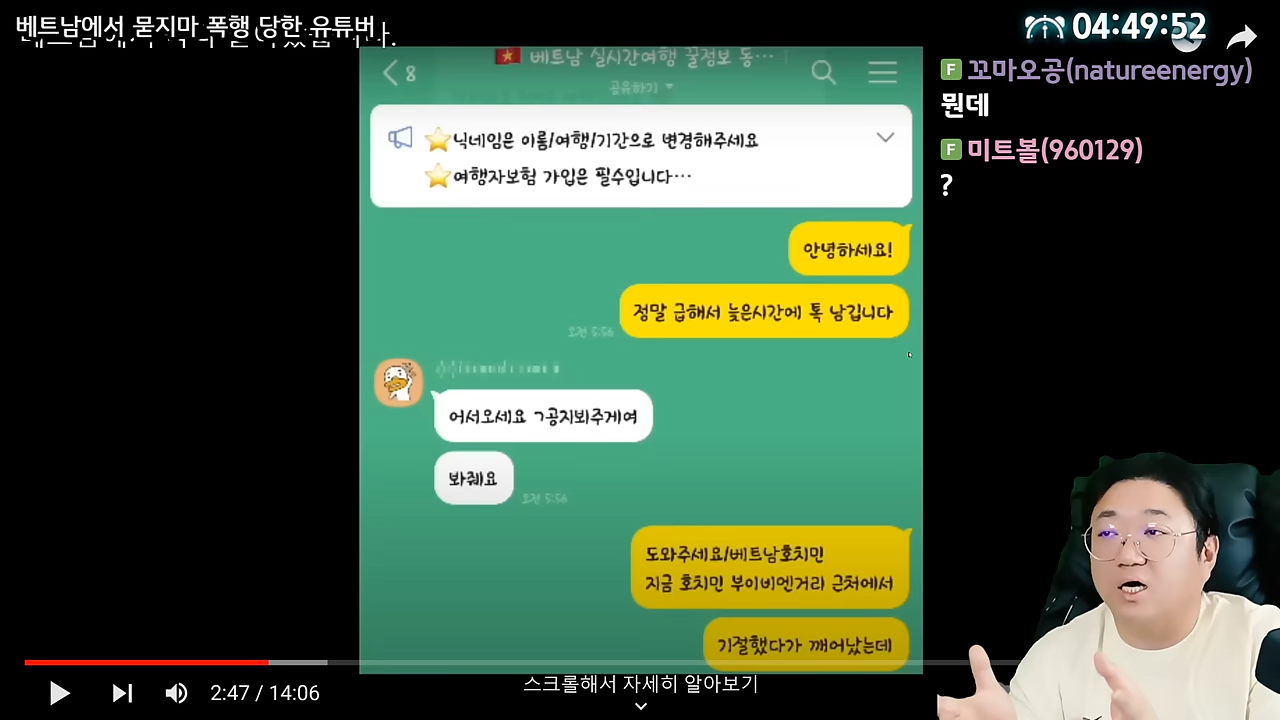 베트남에서 묻지마 폭행 당한 유튜버
04:49:52
꼬마오공(natureenergy)
뭔데
미트볼(960129)
?
8
베트남 실시간여행 꿀정보 동…
공유하기
닉네임은 이름/여행/기간으로 변경해주세요
여행자보험 가입은 필수입니다…
안녕하세요!
정말 급해서 늦은시간에 톡 남깁니다
오전 5:56
어서오세요 ㄱ공지봐주게여
봐줴요
오전 5:56
도와주세요/베트남호치민
지금 호치민 부이비엔거리 근처에서
기절했다가 깨어났는데
2:47 / 14:06
스크롤해서 자세히 알아보기